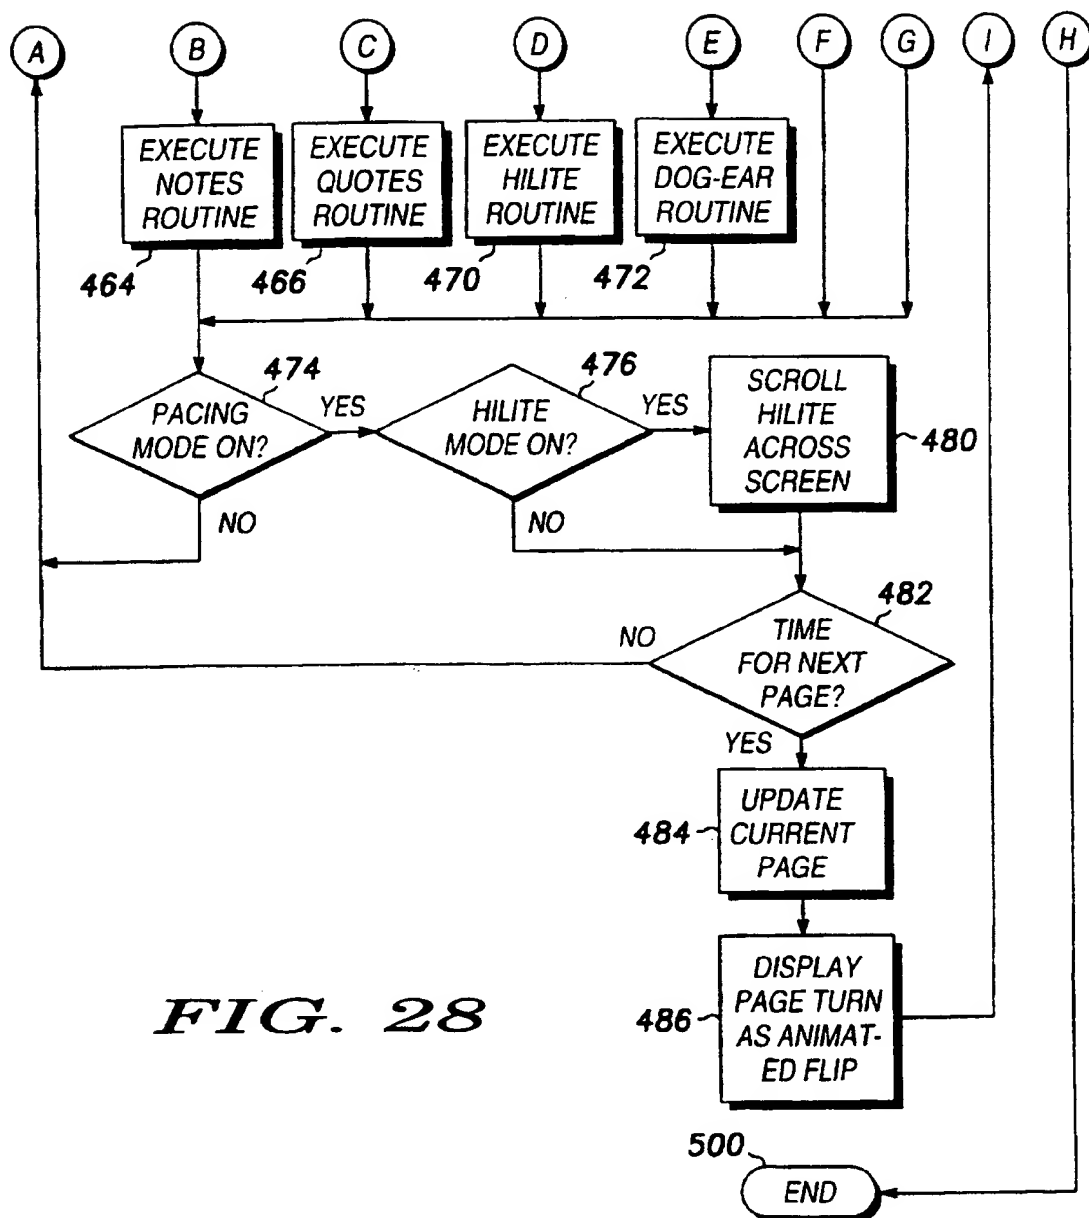 A
B
C
D
E
F
G
I
H
EXECUTE
NOTES
ROUTINE
464
EXECUTE
QUOTES
ROUTINE
466
EXECUTE
HILITE
ROUTINE
470
EXECUTE
DOG-EAR
ROUTINE
472
PACING
MODE ON?
474
YES
NO
HILITE
MODE ON?
476
YES
NO
SCROLL
HILITE
ACROSS
SCREEN
480
TIME
FOR NEXT
PAGE?
482
NO
YES
UPDATE
CURRENT
PAGE
484
DISPLAY
PAGE TURN
AS ANIMAT-
ED FLIP
486
FIG. 28
500
END